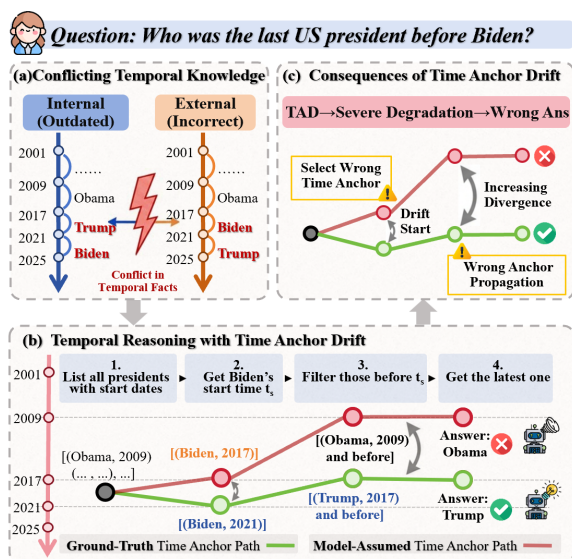 Question: Who was the last US president before Biden?
(a)Conflicting Temporal Knowledge
Internal
(Outdated)
External
(Incorrect)
2001
2009
2017
2021
2025
......
Obama
Trump
Biden
2001
2009
2017
2021
2025
......
Obama
Biden
Trump
Conflict in
Temporal Facts
(c) Consequences of Time Anchor Drift
TAD→Severe Degradation→Wrong Ans
Select Wrong
Time Anchor
Drift
Start
Increasing
Divergence
Wrong Anchor
Propagation
(b) Temporal Reasoning with Time Anchor Drift
2001
2009
2017
2021
2025
1.
List all presidents
with start dates
2.
Get Biden's
start time ts
3.
Filter those before ts
4.
Get the latest one
[(Obama, 2009)
(... , ...), ...]
[(Biden, 2017)]
[(Biden, 2021)]
[(Obama, 2009)
and before]
[(Trump, 2017)
and before]
Answer:
Obama
Answer:
Trump
Ground-Truth Time Anchor Path
Model-Assumed Time Anchor Path